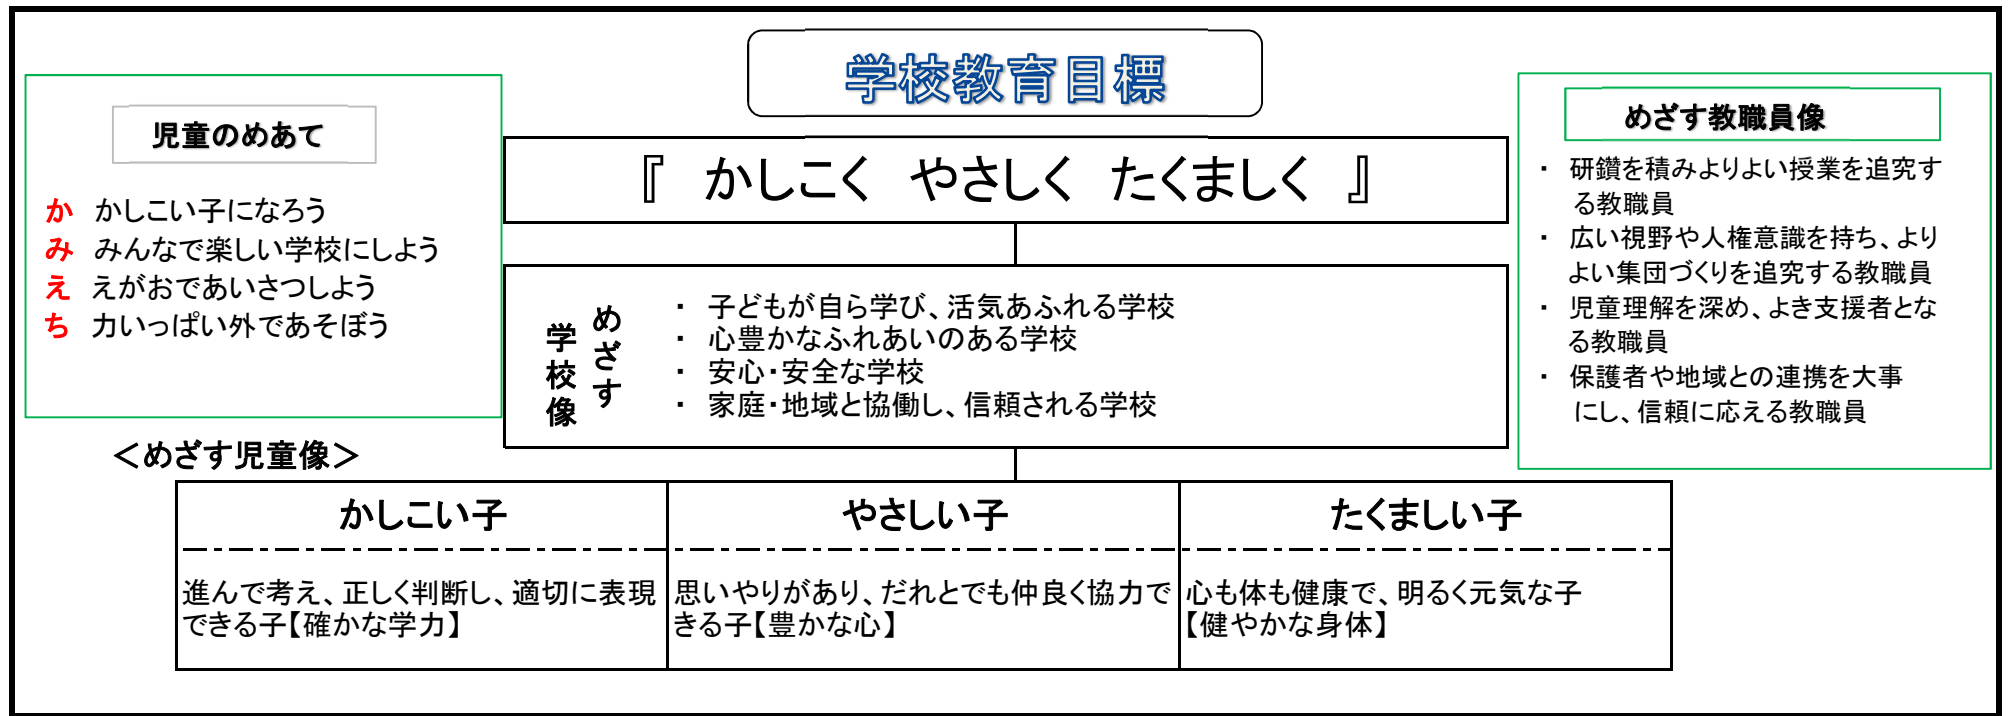 学校教育目標
『　かしこく　やさしく　たくましく　』
児童のめあて
か　かしこい子になろう
み　みんなで楽しい学校にしよう
え　えがおであいさつしよう
ち　力いっぱい外であそぼう
めざす
学校像
・ 子どもが自ら学び、活気あふれる学校
・ 心豊かなふれあいのある学校
・ 安心・安全な学校
・ 家庭・地域と協働し、信頼される学校
めざす教職員像
・ 研鑽を積みよりよい授業を追究す
る教職員
・ 広い視野や人権意識を持ち、より
よい集団づくりを追究する教職員
・ 児童理解を深め、よき支援者とな
る教職員
・ 保護者や地域との連携を大事
にし、信頼に応える教職員
＜めざす児童像＞
かしこい子
進んで考え、正しく判断し、適切に表現
できる子【確かな学力】
やさしい子
思いやりがあり、だれとでも仲良く協力で
きる子【豊かな心】
たくましい子
心も体も健康で、明るく元気な子
【健やかな身体】